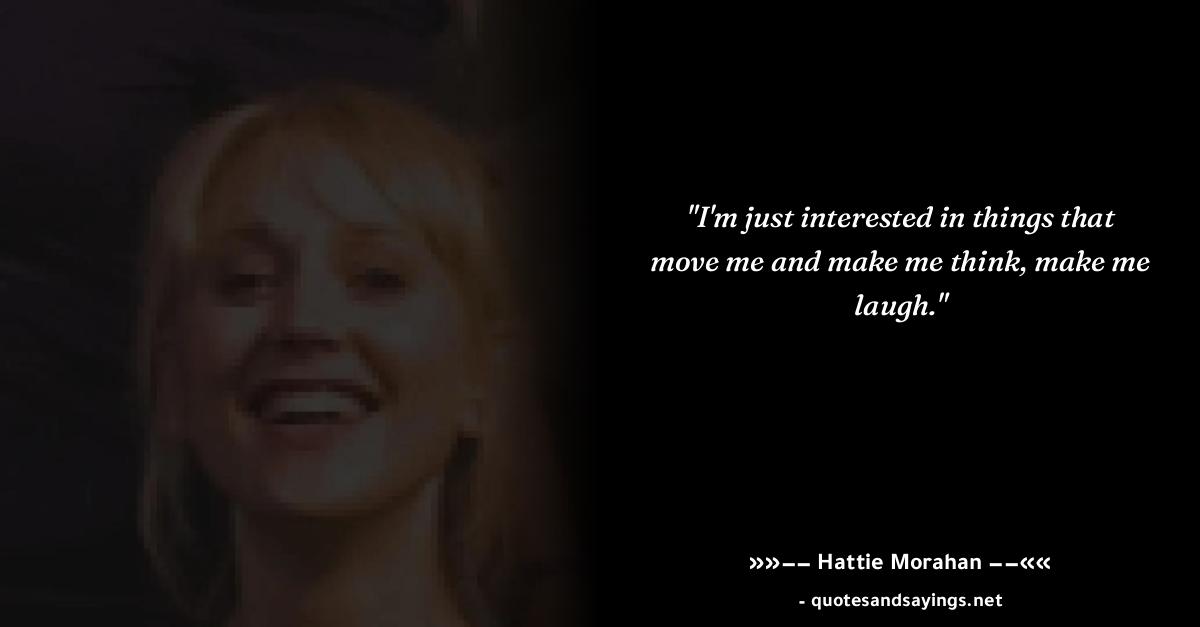 "I'm just interested in things that
move me and make me think, make me
laugh."
»»−− Hattie Morahan −−««
- quotesandsayings.net